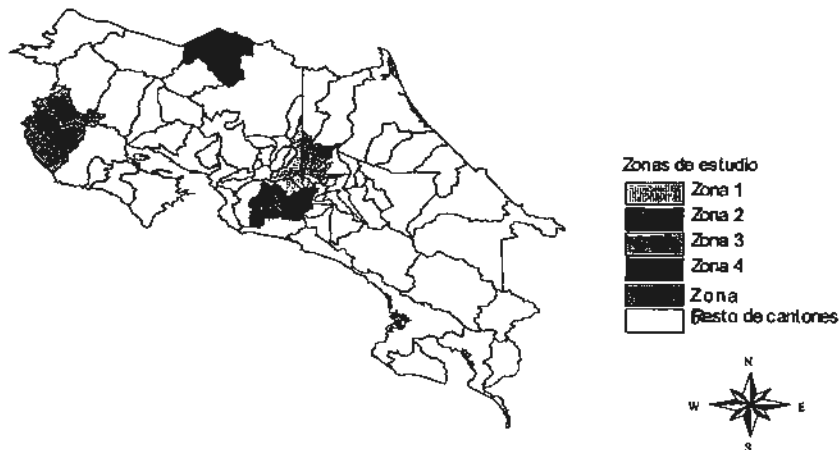 Zonas de estudio
Zona 1
Zona 2
Zona 3
Zona 4
Zona
Resto de cantones
N
W E
S